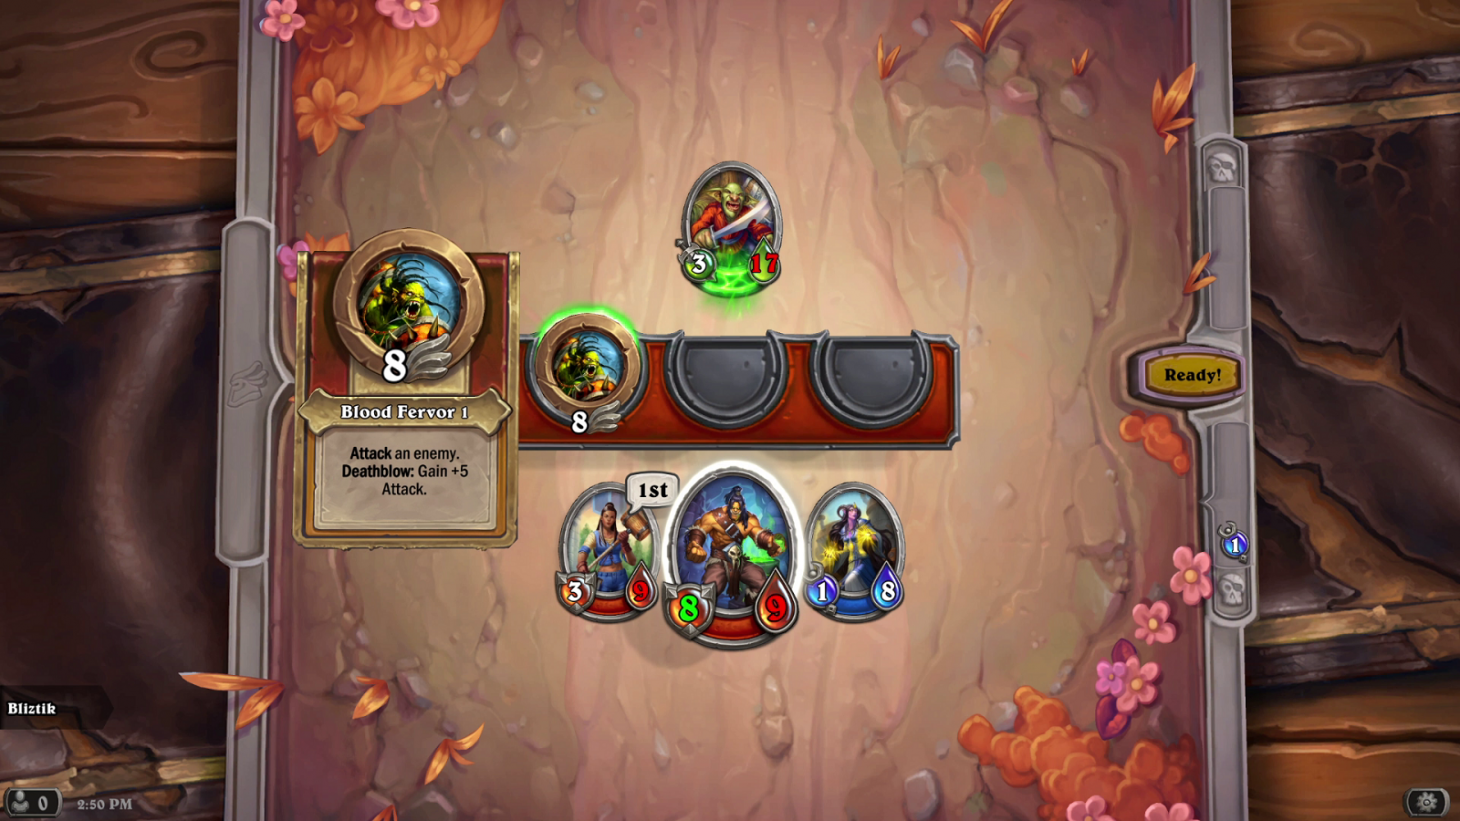 3
17
8
8
Blood Fervor 1
Attack an enemy.
Deathblow: Gain +5
Attack.
Ready!
1st
3
9
8
9
1
8
1
Bliztik
0
2:50 PM